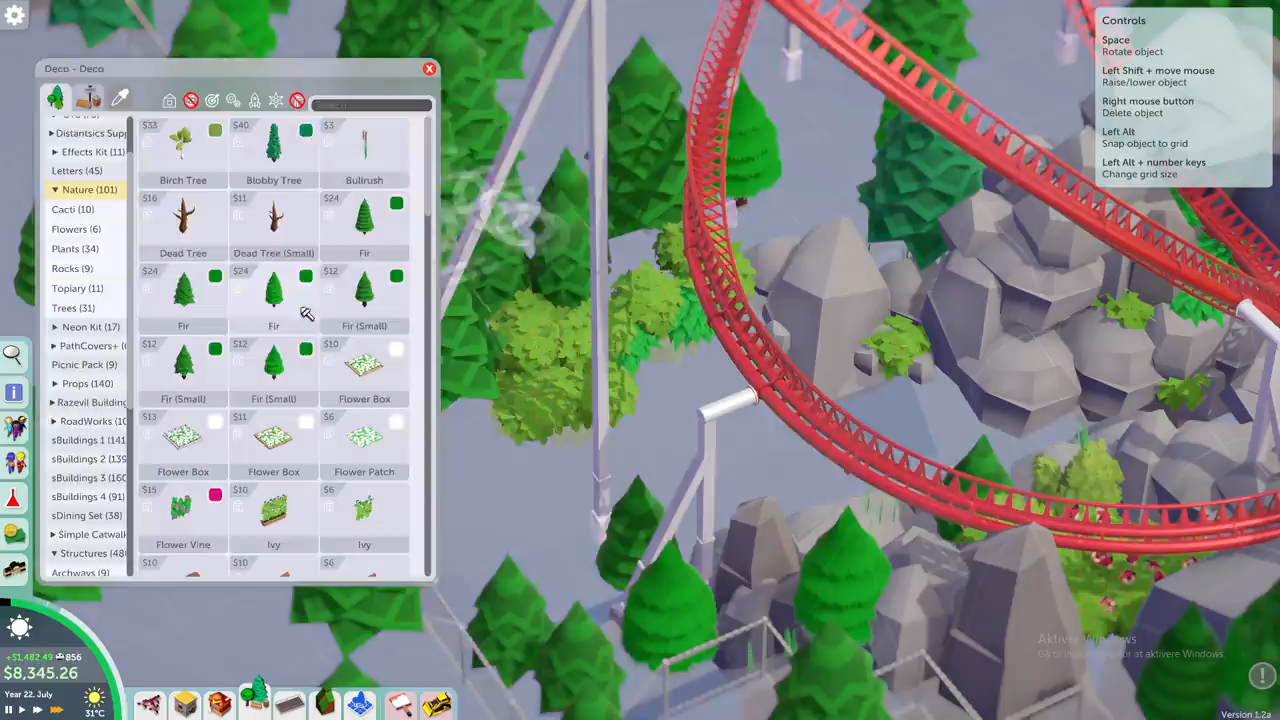 Deco - Deco
Distantsics Supp
Effects Kit (11)
Letters (45)
Nature (101)
Cacti (10)
Flowers (6)
Plants (34)
Rocks (9)
Topiary (11)
Trees (31)
Neon Kit (17)
PathCovers+ (
Picnic Pack (9)
Props (140)
Razevil Building
RoadWorks (10
sBuildings 1 (141
sBuildings 2 (139
sBuildings 3 (160
sBuildings 4 (91)
sDining Set (38)
Simple Catwalk
Structures (480
Archways (9)
$33
$40
$3
Birch Tree
Blobby Tree
Bullrush
$16
$11
$24
Dead Tree
Dead Tree (Small)
Fir
$24
$24
$12
Fir
Fir
Fir (Small)
$12
$12
$10
Fir (Small)
Fir (Small)
Flower Box
$13
$11
$6
Flower Box
Flower Box
Flower Patch
$15
$10
$6
Flower Vine
Ivy
Ivy
$10
$10
$6
Controls
Space
Rotate object
Left Shift + move mouse
Raise/lower object
Right mouse button
Delete object
Left Alt
Snap object to grid
Left Alt + number keys
Change grid size
+$1,482.49
856
$8,345.26
Year 22, July
31°C
Version 1.2a